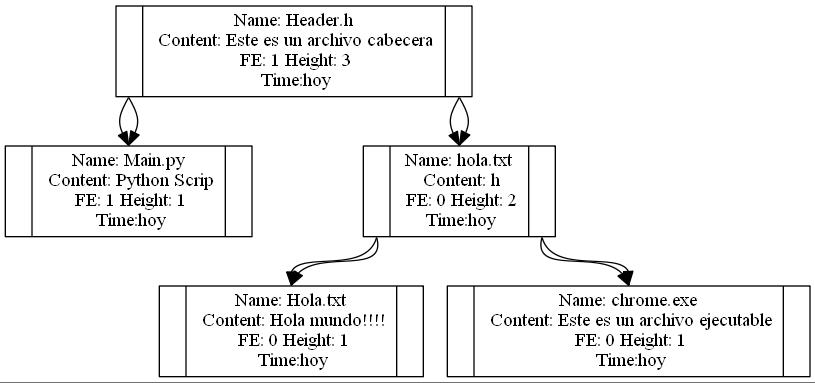 Name: Header.h
Content: Este es un archivo cabecera
FE: 1 Height: 3
Time:hoy
Name: Main.py
Content: Python Scrip
FE: 1 Height: 1
Time:hoy
Name: hola.txt
Content: h
FE: 0 Height: 2
Time:hoy
Name: Hola.txt
Content: Hola mundo!!!!
FE: 0 Height: 1
Time:hoy
Name: chrome.exe
Content: Este es un archivo ejecutable
FE: 0 Height: 1
Time:hoy